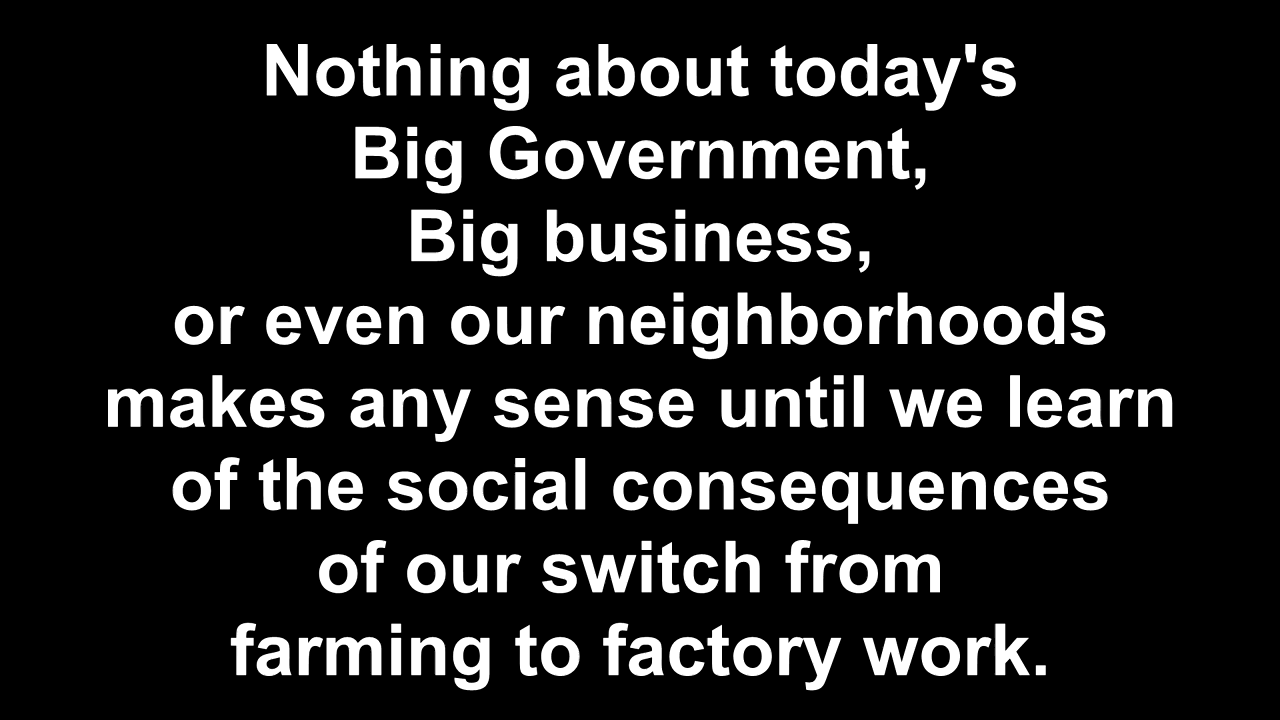 Nothing about today's
Big Government,
Big business,
or even our neighborhoods
makes any sense until we learn
of the social consequences
of our switch from
farming to factory work.